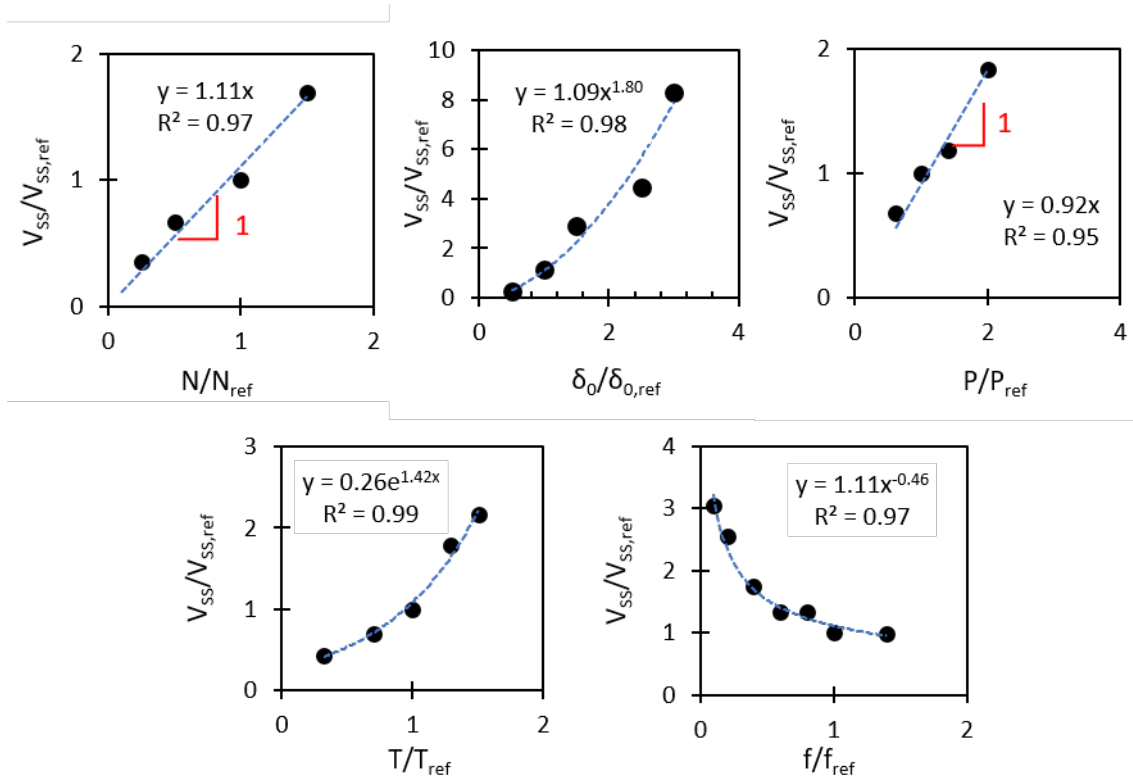 2
1
0
0
1
2
y = 1.11x
R² = 0.97
1
V_SS/V_SS,ref
N/N_ref
10
8
6
4
2
0
0
2
4
y = 1.09x^1.80
R² = 0.98
V_SS/V_SS,ref
δ_0/δ_0,ref
2
1
0
0
2
4
1
y = 0.92x
R² = 0.95
V_SS/V_SS,ref
P/P_ref
3
2
1
0
0
1
2
y = 0.26e^1.42x
R² = 0.99
V_SS/V_SS,ref
T/T_ref
4
3
2
1
0
0
1
2
y = 1.11x^-0.46
R² = 0.97
V_SS/V_SS,ref
f/f_ref